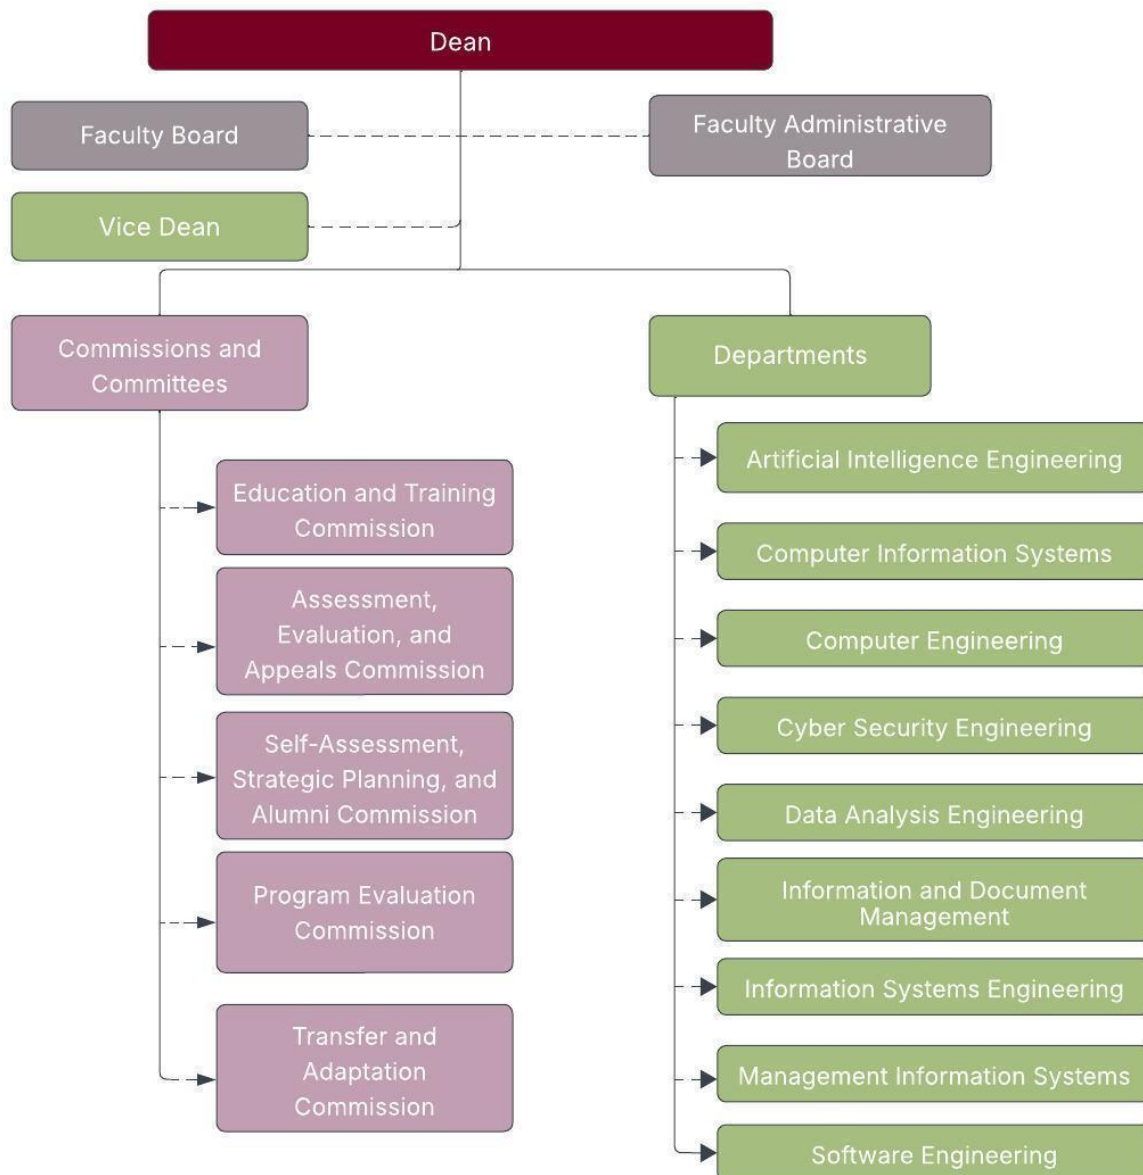 Dean
Faculty Board
Faculty Administrative
Board
Vice Dean
Commissions and
Committees
Education and Training
Commission
Assessment,
Evaluation, and
Appeals Commission
Self-Assessment,
Strategic Planning, and
Alumni Commission
Program Evaluation
Commission
Transfer and
Adaptation
Commission
Departments
Artificial Intelligence Engineering
Computer Information Systems
Computer Engineering
Cyber Security Engineering
Data Analysis Engineering
Information and Document
Management
Information Systems Engineering
Management Information Systems
Software Engineering